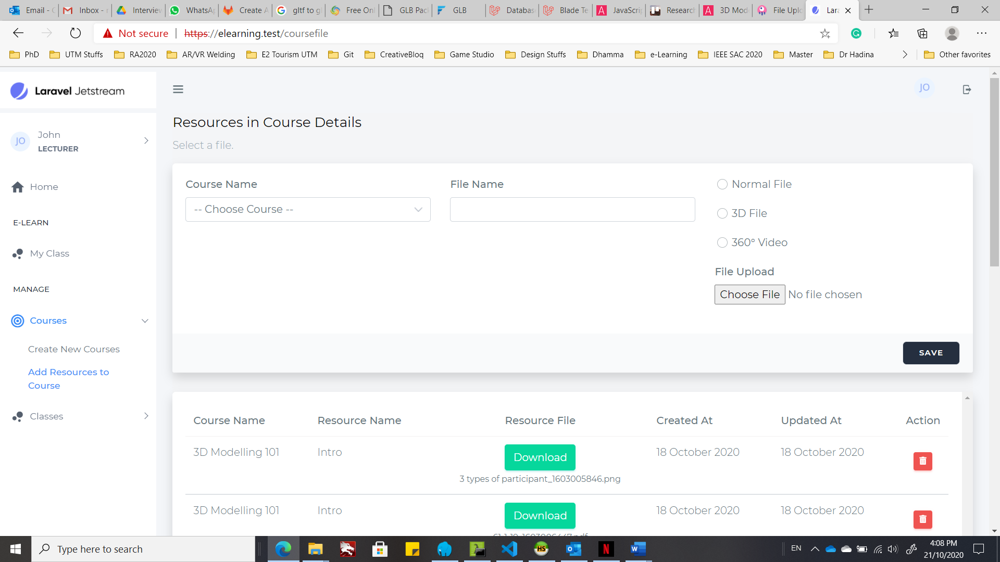 Email - Inbox - Interview WhatsAp Create A gltf to gl Free Onl GLB Pac GLB Databas Blade Te JavaScrip Research 3D Mod File Uplo Lara
Not secure | https://elearning.test/coursefile
PhD UTM Stuffs RA2020 AR/VR Welding E2 Tourism UTM Git CreativeBloq Game Studio Design Stuffs Dhamma e-Learning IEEE SAC 2020 Master Dr Hadina Other favorites
Laravel Jetstream
JO
Resources in Course Details
Select a file.
JO John
LECTURER
Home
E-LEARN
My Class
MANAGE
Courses
Create New Courses
Add Resources to
Course
Classes
Course Name
-- Choose Course --
File Name
Normal File
3D File
360° Video
File Upload
Choose File No file chosen
SAVE
Course Name Resource Name Resource File Created At Updated At Action
3D Modelling 101 Intro Download 18 October 2020 18 October 2020
3 types of participant_1603005846.png
3D Modelling 101 Intro Download 18 October 2020 18 October 2020
Type here to search
HS
N
W
EN
4:08 PM
21/10/2020